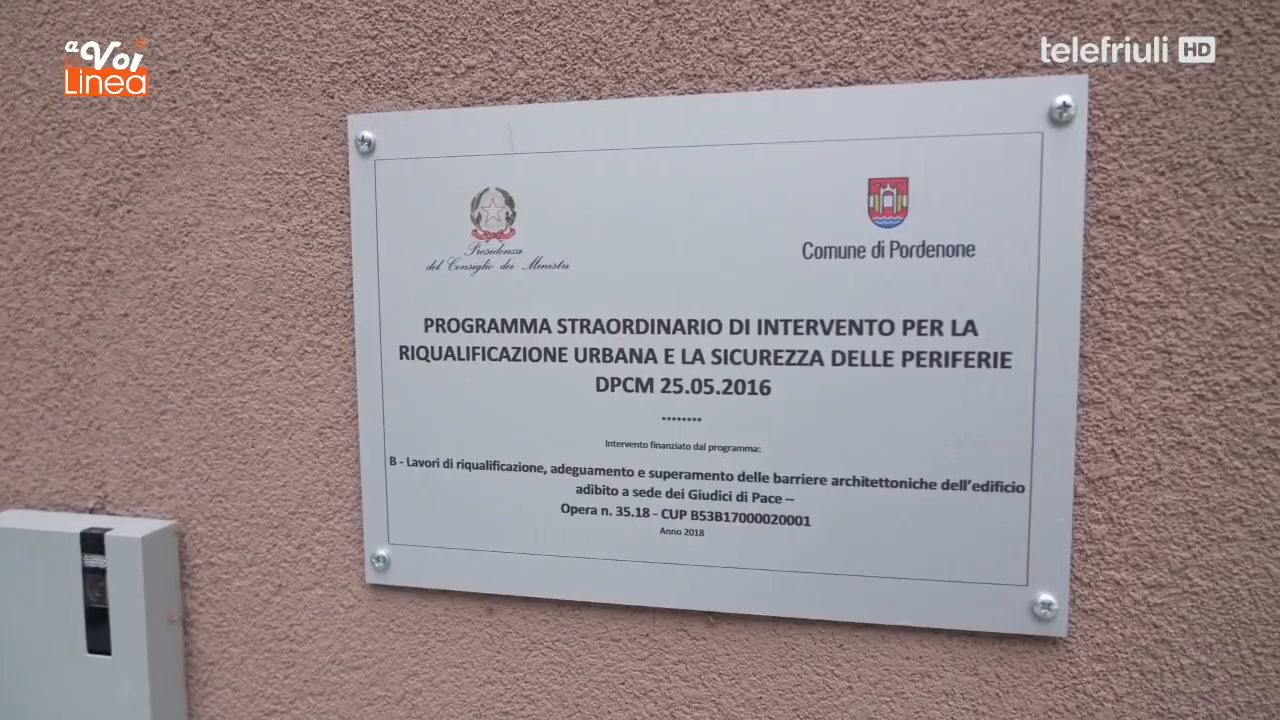 a Voi
Linea
telefriuli HD
Presidenza
del Consiglio dei Ministri
Comune di Pordenone
PROGRAMMA STRAORDINARIO DI INTERVENTO PER LA
RIQUALIFICAZIONE URBANA E LA SICUREZZA DELLE PERIFERIE
DPCM 25.05.2016
********
Intervento finanziato dal programma:
B - Lavori di riqualificazione, adeguamento e superamento delle barriere architettoniche dell'edificio
adibito a sede dei Giudici di Pace –
Opera n. 35.18 - CUP B53B17000020001
Anno 2018